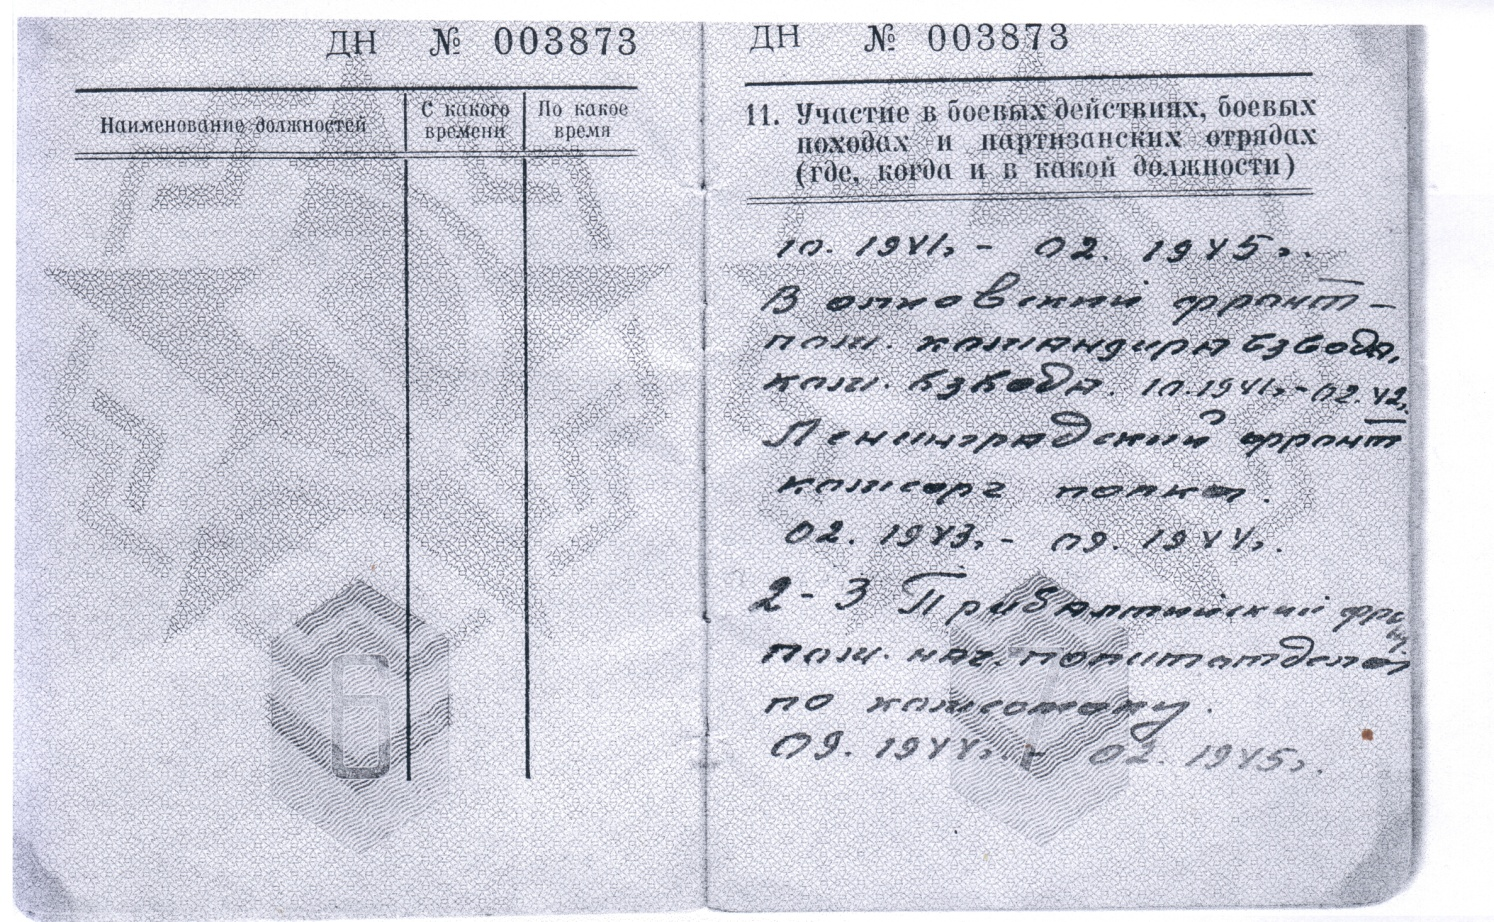 ДН № 003873
Наименование должностей
С какого времени
По какое время
6
ДН № 003873
11. Участие в боевых действиях, боевых
походах и партизанских отрядах
(где, когда и в какой должности)
10. 1941г. - 02. 1945г.
Волховский фронт -
пом. командира взвода,
ком. взвода. 10.1941г.-02.42г.
Ленинградский фронт
комсорг полка.
02. 1943г. - 09. 1944г.
2-3 Прибалтийский фронт
пом. нач. политотдела
по комсомолу.
09. 1944г. - 02. 1945г.
7